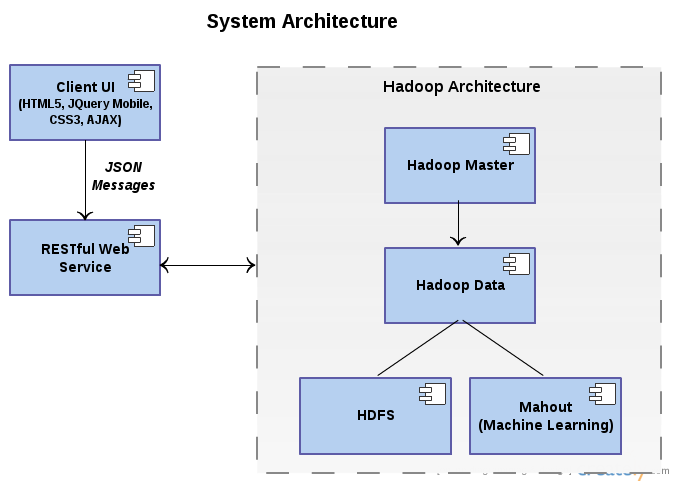 System Architecture
Client UI
(HTML5, JQuery Mobile,
CSS3, AJAX)
JSON
Messages
RESTful Web
Service
Hadoop Architecture
Hadoop Master
Hadoop Data
HDFS
Mahout
(Machine Learning)